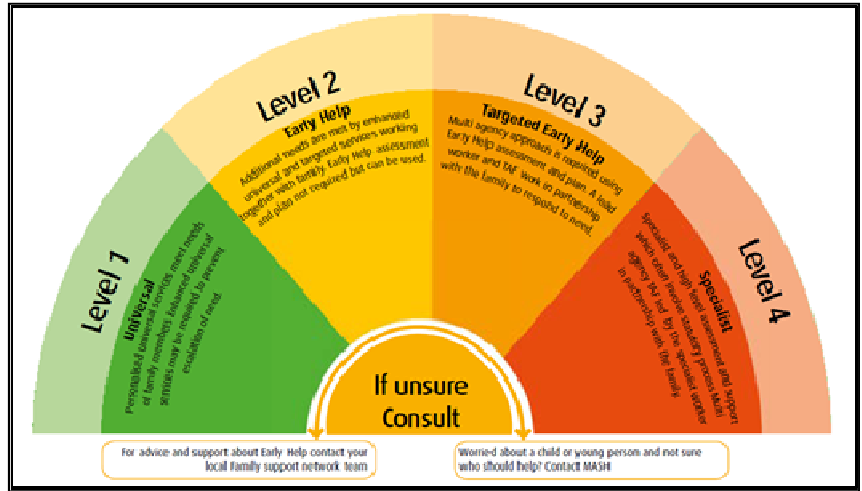 Level 1
Universal
Personalised universal services meet needs
of family members Enhanced universal
services may be required to prevent
escalation of need.
Level 2
Early Help
Additional needs are met by enhanced
universal and targeted services working
together with family. Early Help assessment
and plan not required but can be used.
Level 3
Targeted Early Help
Multi agency approach is required using
Early Help assessment and plan. A lead
worker and TAF work in partnership
with the family to respond to need.
Level 4
Specialist
Specialist and high level assessment and support
which often involve statutory process Multi
agency TAF led by the specialist worker
in partnership with the family.
If unsure
Consult
For advice and support about Early Help contact your
local Family support network team
Worried about a child or young person and not sure
who should help? Contact MASH